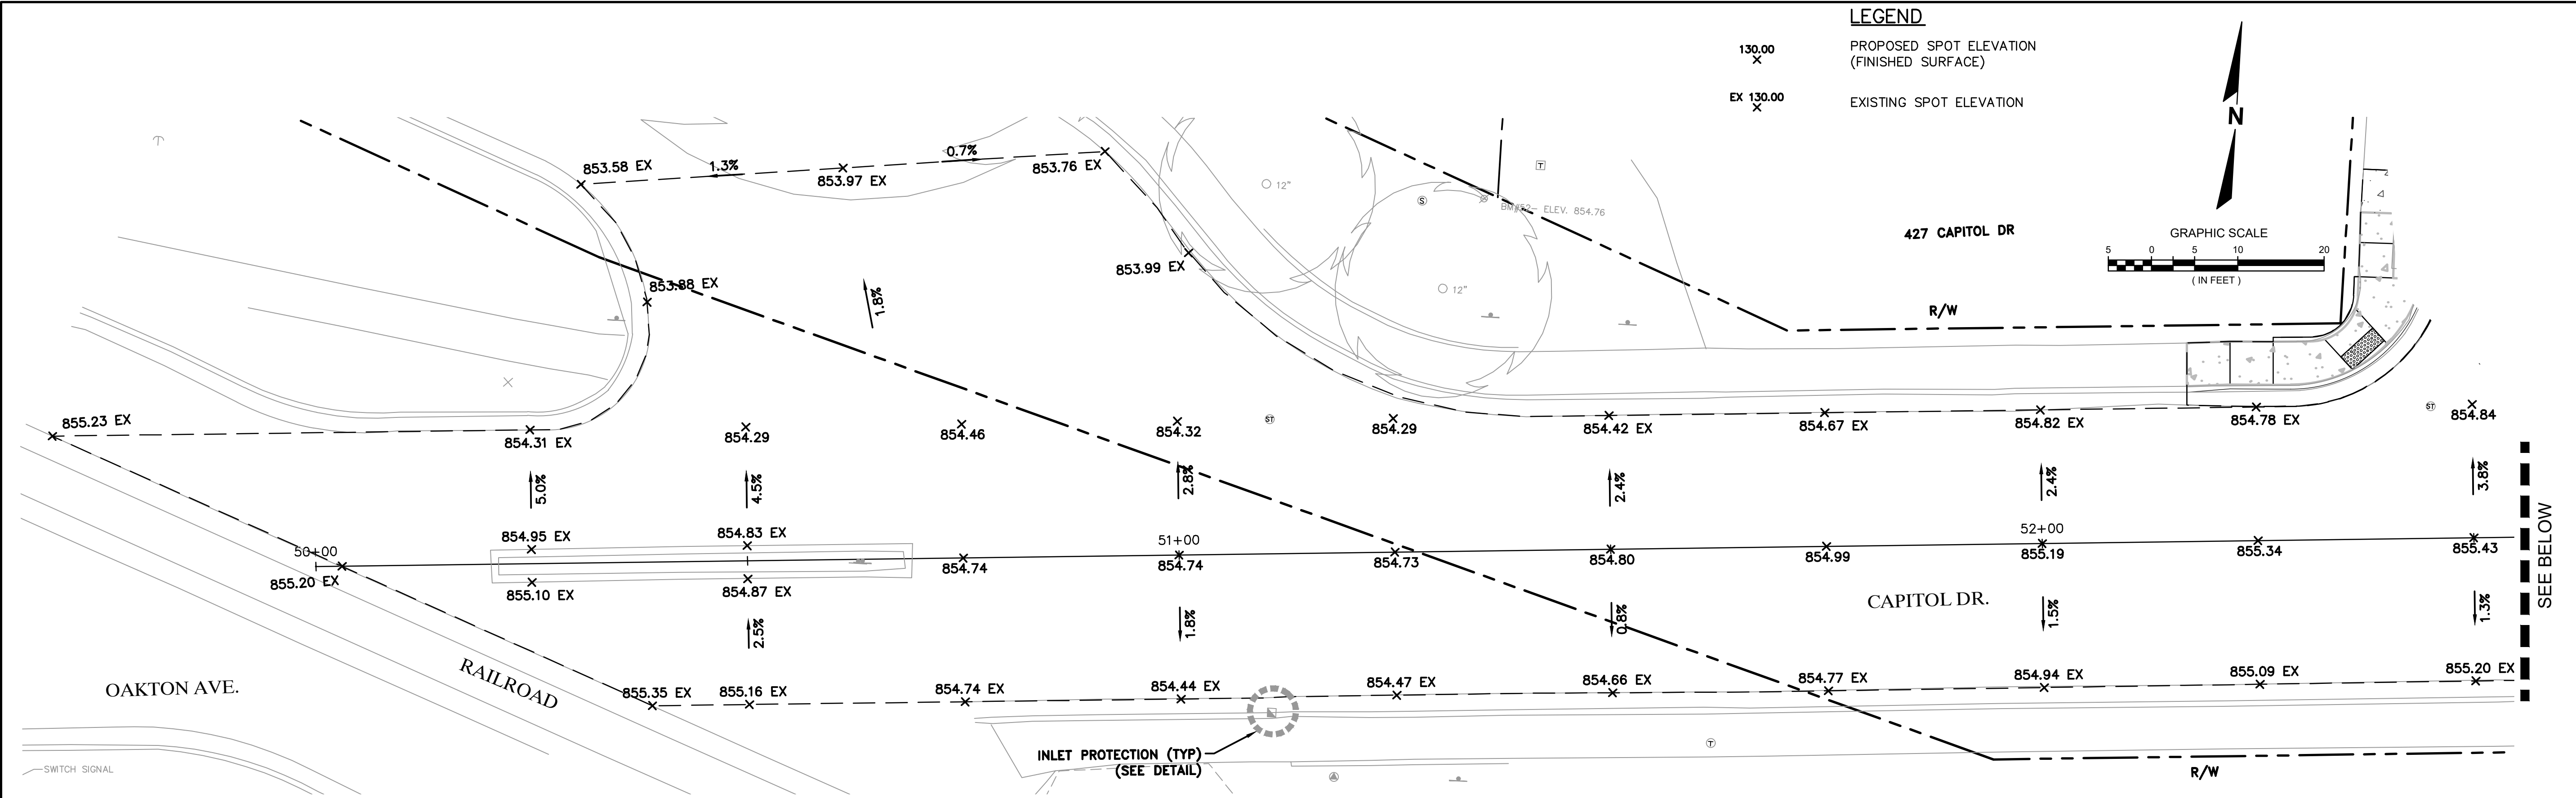 LEGEND
130.00
PROPOSED SPOT ELEVATION
(FINISHED SURFACE)
EX 130.00
EXISTING SPOT ELEVATION
N
853.58 EX
1.3%
853.97 EX
0.7%
853.76 EX
12"
S
T
BM#52- ELEV. 854.76
427 CAPITOL DR
GRAPHIC SCALE
5 0 5 10 20
( IN FEET )
853.88 EX
1.8%
853.99 EX
12"
R/W
855.23 EX
854.31 EX
854.29
854.46
854.32
ST
854.29
854.42 EX
854.67 EX
854.82 EX
854.78 EX
ST
854.84
5.0%
4.5%
2.8%
2.4%
2.4%
3.8%
SEE BELOW
50+00
855.20 EX
854.95 EX
854.83 EX
855.10 EX
854.87 EX
854.74
51+00
854.74
854.73
854.80
854.99
52+00
855.19
855.34
855.43
2.5%
1.8%
0.8%
CAPITOL DR.
1.5%
1.3%
OAKTON AVE.
RAILROAD
855.35 EX
855.16 EX
854.74 EX
854.44 EX
854.47 EX
854.66 EX
854.77 EX
854.94 EX
855.09 EX
855.20 EX
INLET PROTECTION (TYP)
(SEE DETAIL)
T
SWITCH SIGNAL
R/W